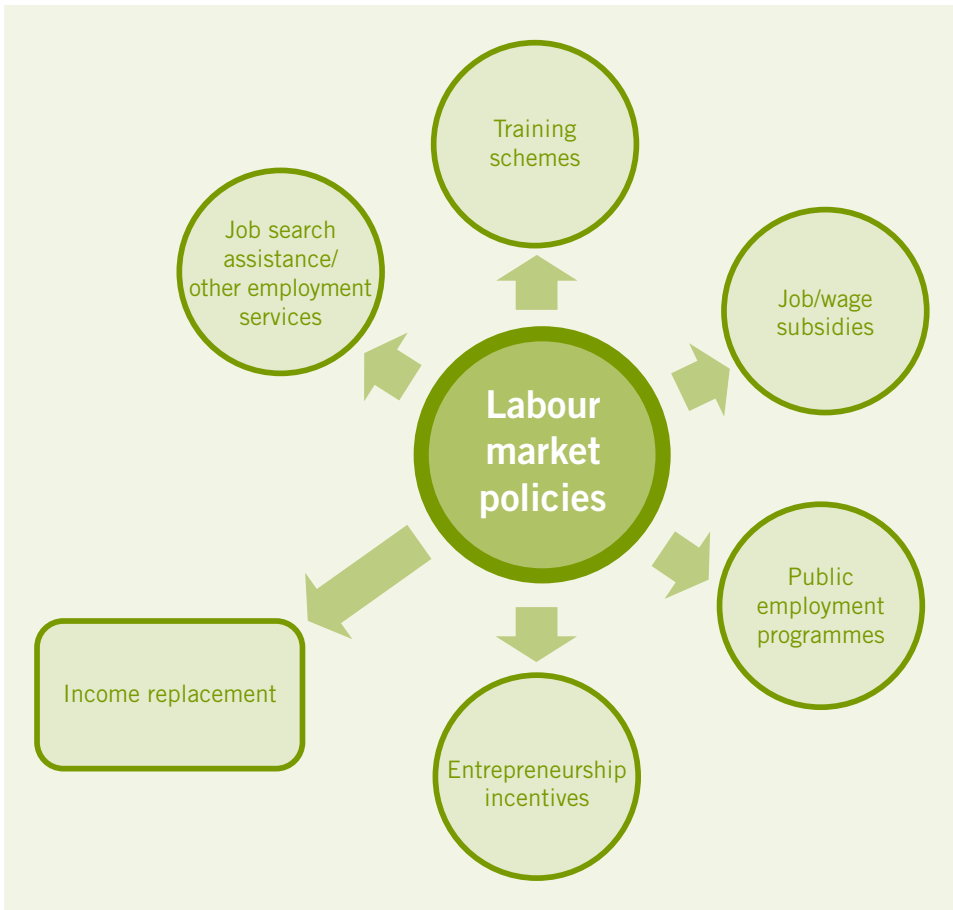 Training
schemes
Job search
assistance/
other employment
services
Job/wage
subsidies
Labour
market
policies
Public
employment
programmes
Income replacement
Entrepreneurship
incentives